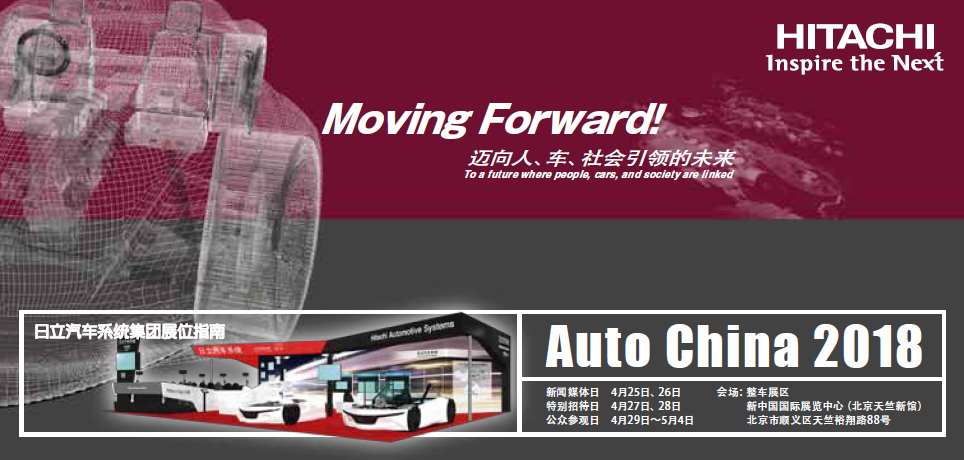 HITACHI
Inspire the Next
Moving Forward!
迈向人、车、社会引领的未来
To a future where people, cars, and society are linked
日立汽车系统集团展位指南
Hitachi Automotive Systems
日立汽车系统
Auto China 2018
新闻媒体日 4月25日、26日 会场：整车展区
特别招待日 4月27日、28日 新中国国际展览中心（北京天竺新馆）
公众参观日 4月29日～5月4日 北京市顺义区天竺裕翔路88号